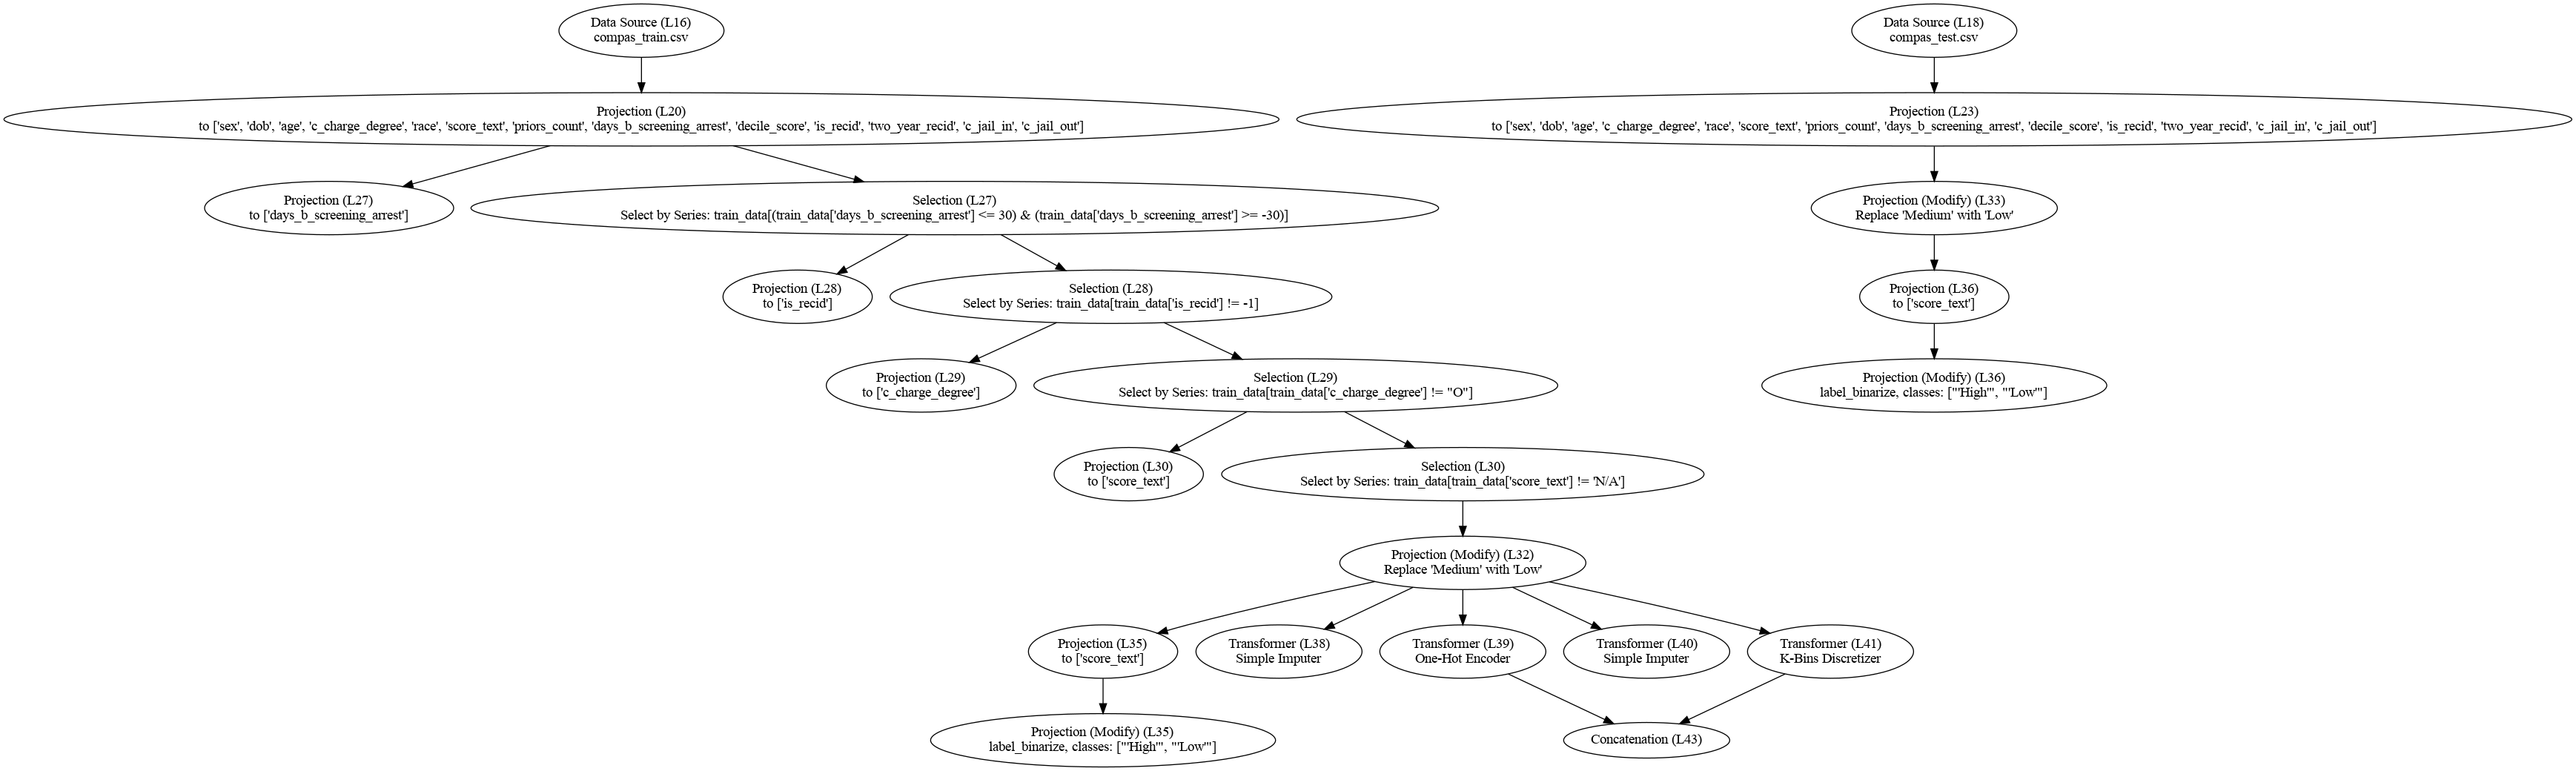 Data Source (L16)
compas_train.csv
Data Source (L18)
compas_test.csv
Projection (L20)
to ['sex', 'dob', 'age', 'c_charge_degree', 'race', 'score_text', 'priors_count', 'days_b_screening_arrest', 'decile_score', 'is_recid', 'two_year_recid', 'c_jail_in', 'c_jail_out']
Projection (L23)
to ['sex', 'dob', 'age', 'c_charge_degree', 'race', 'score_text', 'priors_count', 'days_b_screening_arrest', 'decile_score', 'is_recid', 'two_year_recid', 'c_jail_in', 'c_jail_out']
Projection (L27)
to ['days_b_screening_arrest']
Selection (L27)
Select by Series: train_data[(train_data['days_b_screening_arrest'] <= 30) & (train_data['days_b_screening_arrest'] >= -30)]
Projection (Modify) (L33)
Replace 'Medium' with 'Low'
Projection (L28)
to ['is_recid']
Selection (L28)
Select by Series: train_data[train_data['is_recid'] != -1]
Projection (L36)
to ['score_text']
Projection (L29)
to ['c_charge_degree']
Selection (L29)
Select by Series: train_data[train_data['c_charge_degree'] != "O"]
Projection (Modify) (L36)
label_binarize, classes: ["'High'", "'Low'"]
Projection (L30)
to ['score_text']
Selection (L30)
Select by Series: train_data[train_data['score_text'] != 'N/A']
Projection (Modify) (L32)
Replace 'Medium' with 'Low'
Projection (L35)
to ['score_text']
Transformer (L38)
Simple Imputer
Transformer (L39)
One-Hot Encoder
Transformer (L40)
Simple Imputer
Transformer (L41)
K-Bins Discretizer
Projection (Modify) (L35)
label_binarize, classes: ["'High'", "'Low'"]
Concatenation (L43)